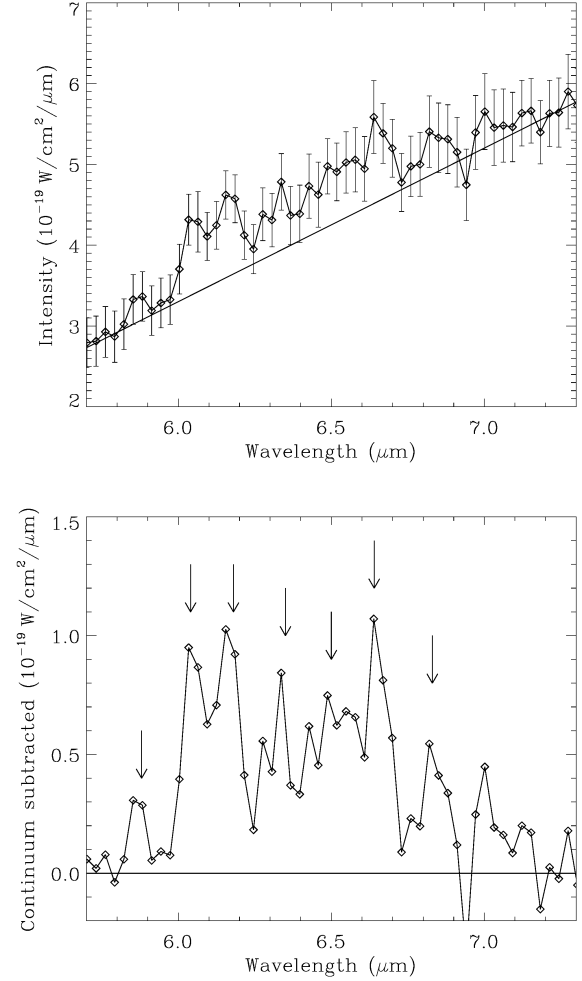 7
6
5
4
3
2
Intensity (10⁻¹⁹ W/cm²/μm)
6.0 6.5 7.0
Wavelength (μm)
1.5
1.0
0.5
0.0
Continuum subtracted (10⁻¹⁹ W/cm²/μm)
6.0 6.5 7.0
Wavelength (μm)